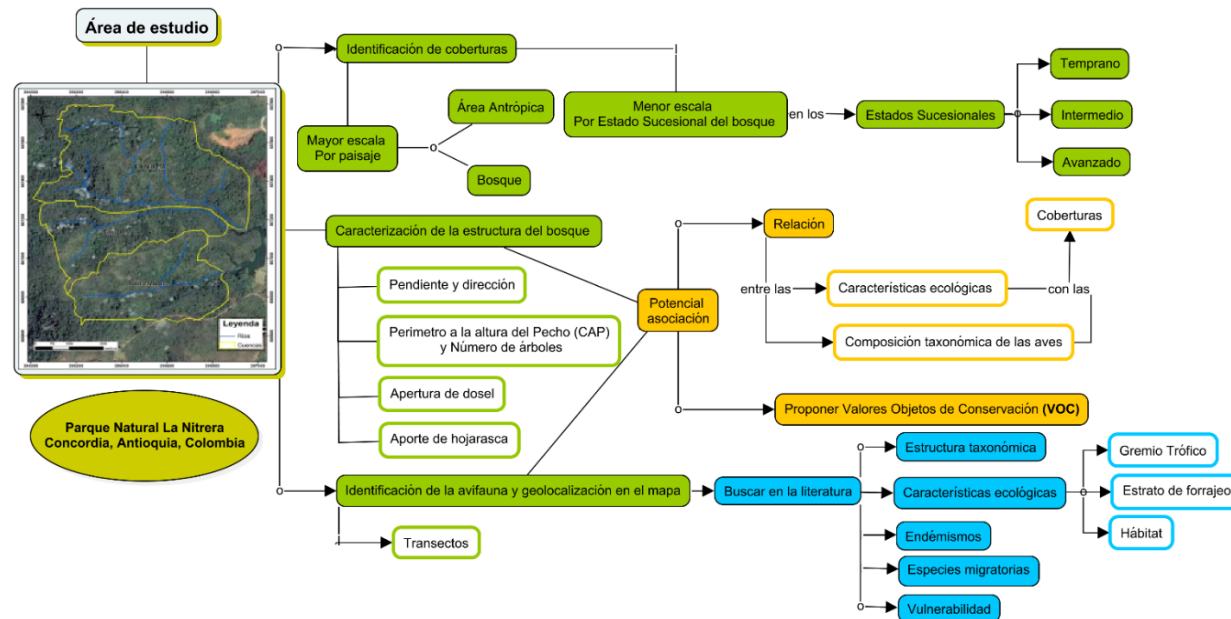 Área de estudio
Leyenda
Ríos
Cuencas
Parque Natural La Nitrera
Concordia, Antioquia, Colombia
Identificación de coberturas
Mayor escala
Por paisaje
Área Antrópica
Bosque
Menor escala
Por Estado Sucesional del bosque
en los
Estados Sucesionales
Temprano
Intermedio
Avanzado
Caracterización de la estructura del bosque
Pendiente y dirección
Perimetro a la altura del Pecho (CAP)
y Número de árboles
Apertura de dosel
Aporte de hojarasca
Potencial
asociación
Relación
entre las
Características ecológicas
Composición taxonómica de las aves
con las
Coberturas
Proponer Valores Objetos de Conservación (VOC)
Identificación de la avifauna y geolocalización en el mapa
Transectos
Buscar en la literatura
Estructura taxonómica
Características ecológicas
Endémismos
Especies migratorias
Vulnerabilidad
Gremio Trófico
Estrato de forrajeo
Hábitat